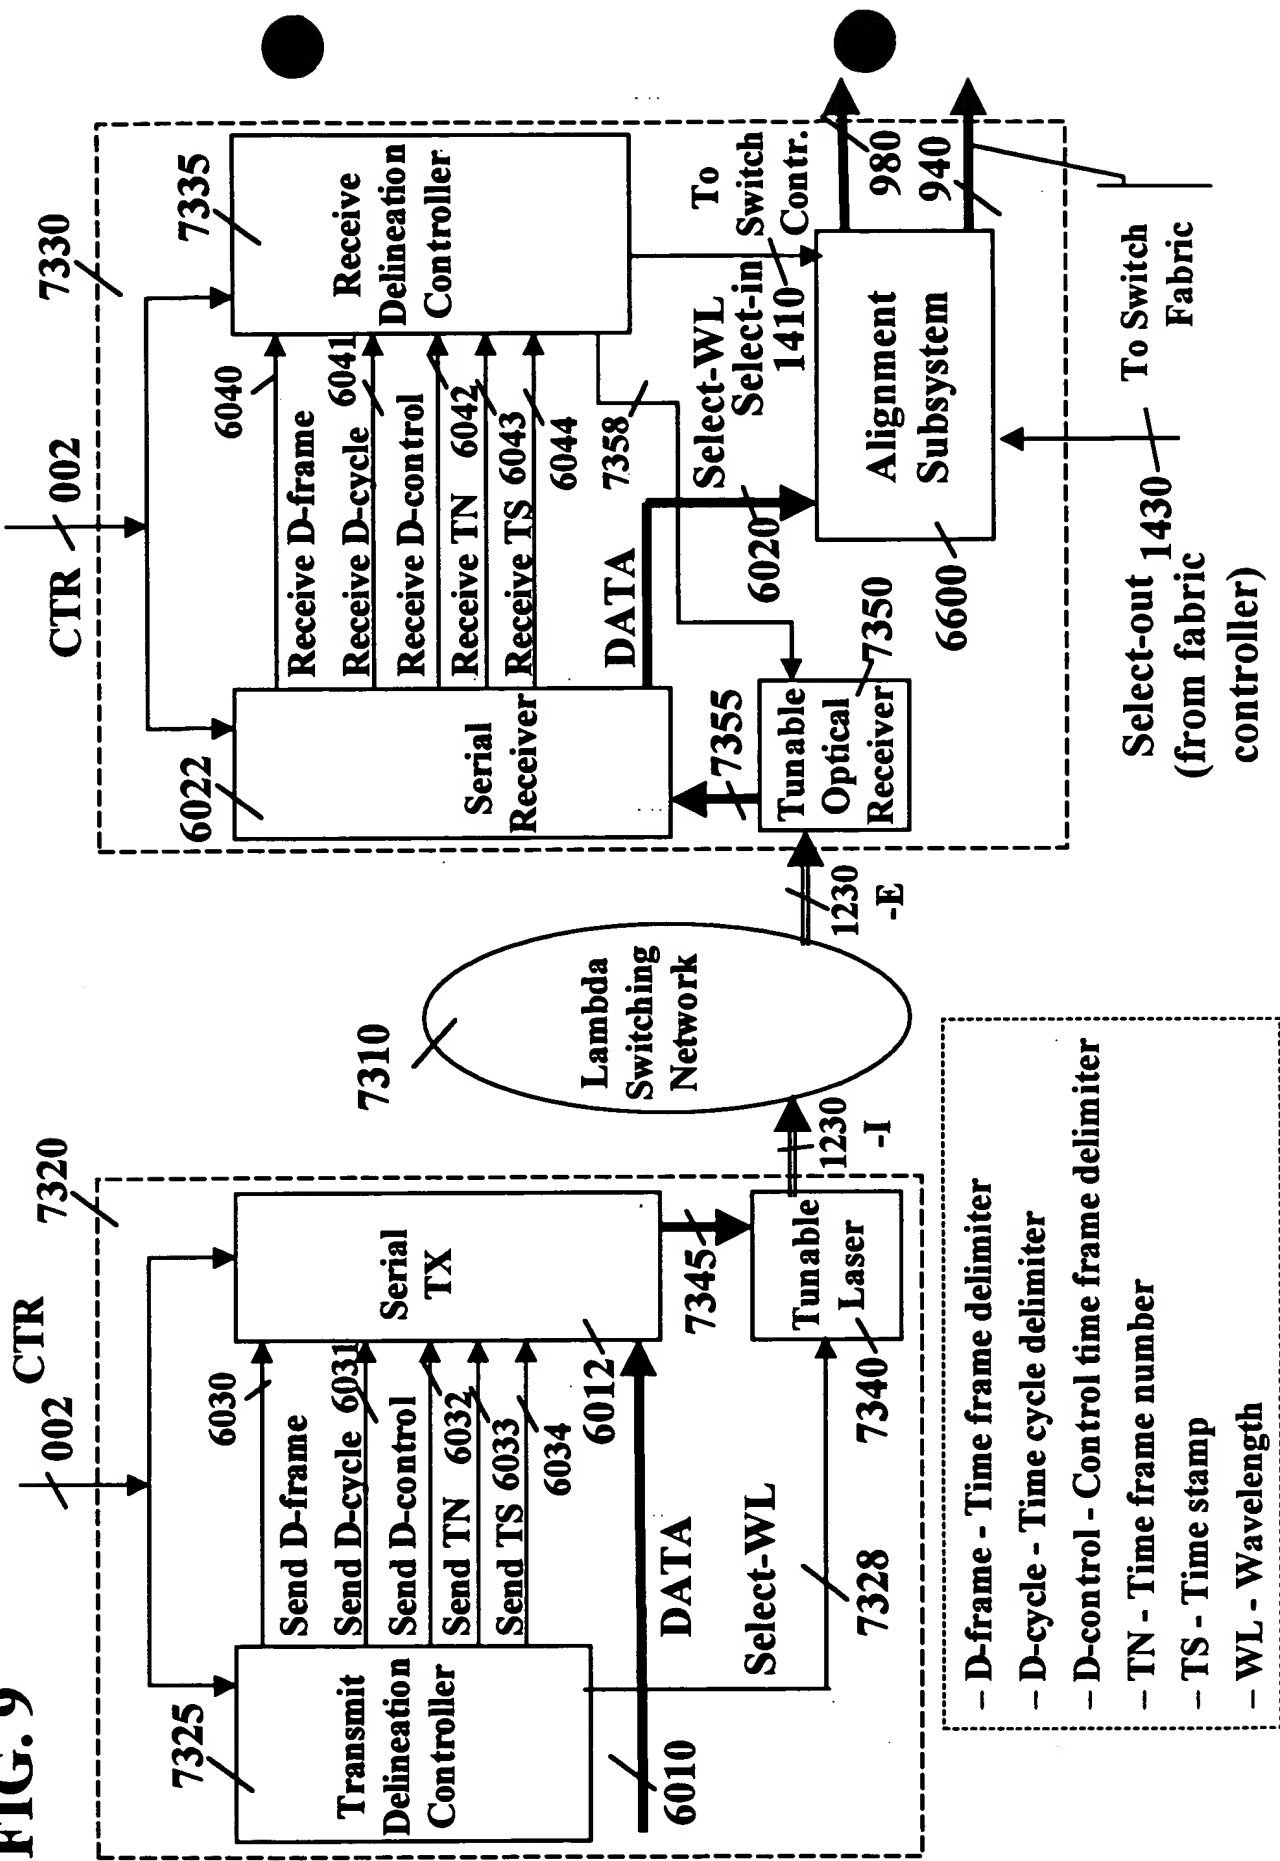 FIG. 9
002 CTR
7320
7325
Transmit
Delineation
Controller
6030
Send D-frame
Send D-cycle 6031
Send D-control
Send TN 6032
Send TS 6033
6034
Serial
TX
6012
DATA
6010
Select-WL
7328
7345
7340
Tunable
Laser
1230
-I
7310
Lambda
Switching
Network
1230
-E
CTR 002
7330
6022
Serial
Receiver
6040
Receive D-frame
Receive D-cycle 6041
Receive D-control
Receive TN 6042
Receive TS 6043
6044
7335
Receive
Delineation
Controller
DATA
7358
7355
Tunable
Optical
Receiver
7350
6020
Select-WL
Select-in
1410
To
Switch
Contr.
980
940
Alignment
Subsystem
6600
Select-out 1430
(from fabric
controller)
To Switch
Fabric
– D-frame - Time frame delimiter
– D-cycle - Time cycle delimiter
– D-control - Control time frame delimiter
– TN - Time frame number
– TS - Time stamp
– WL - Wavelength